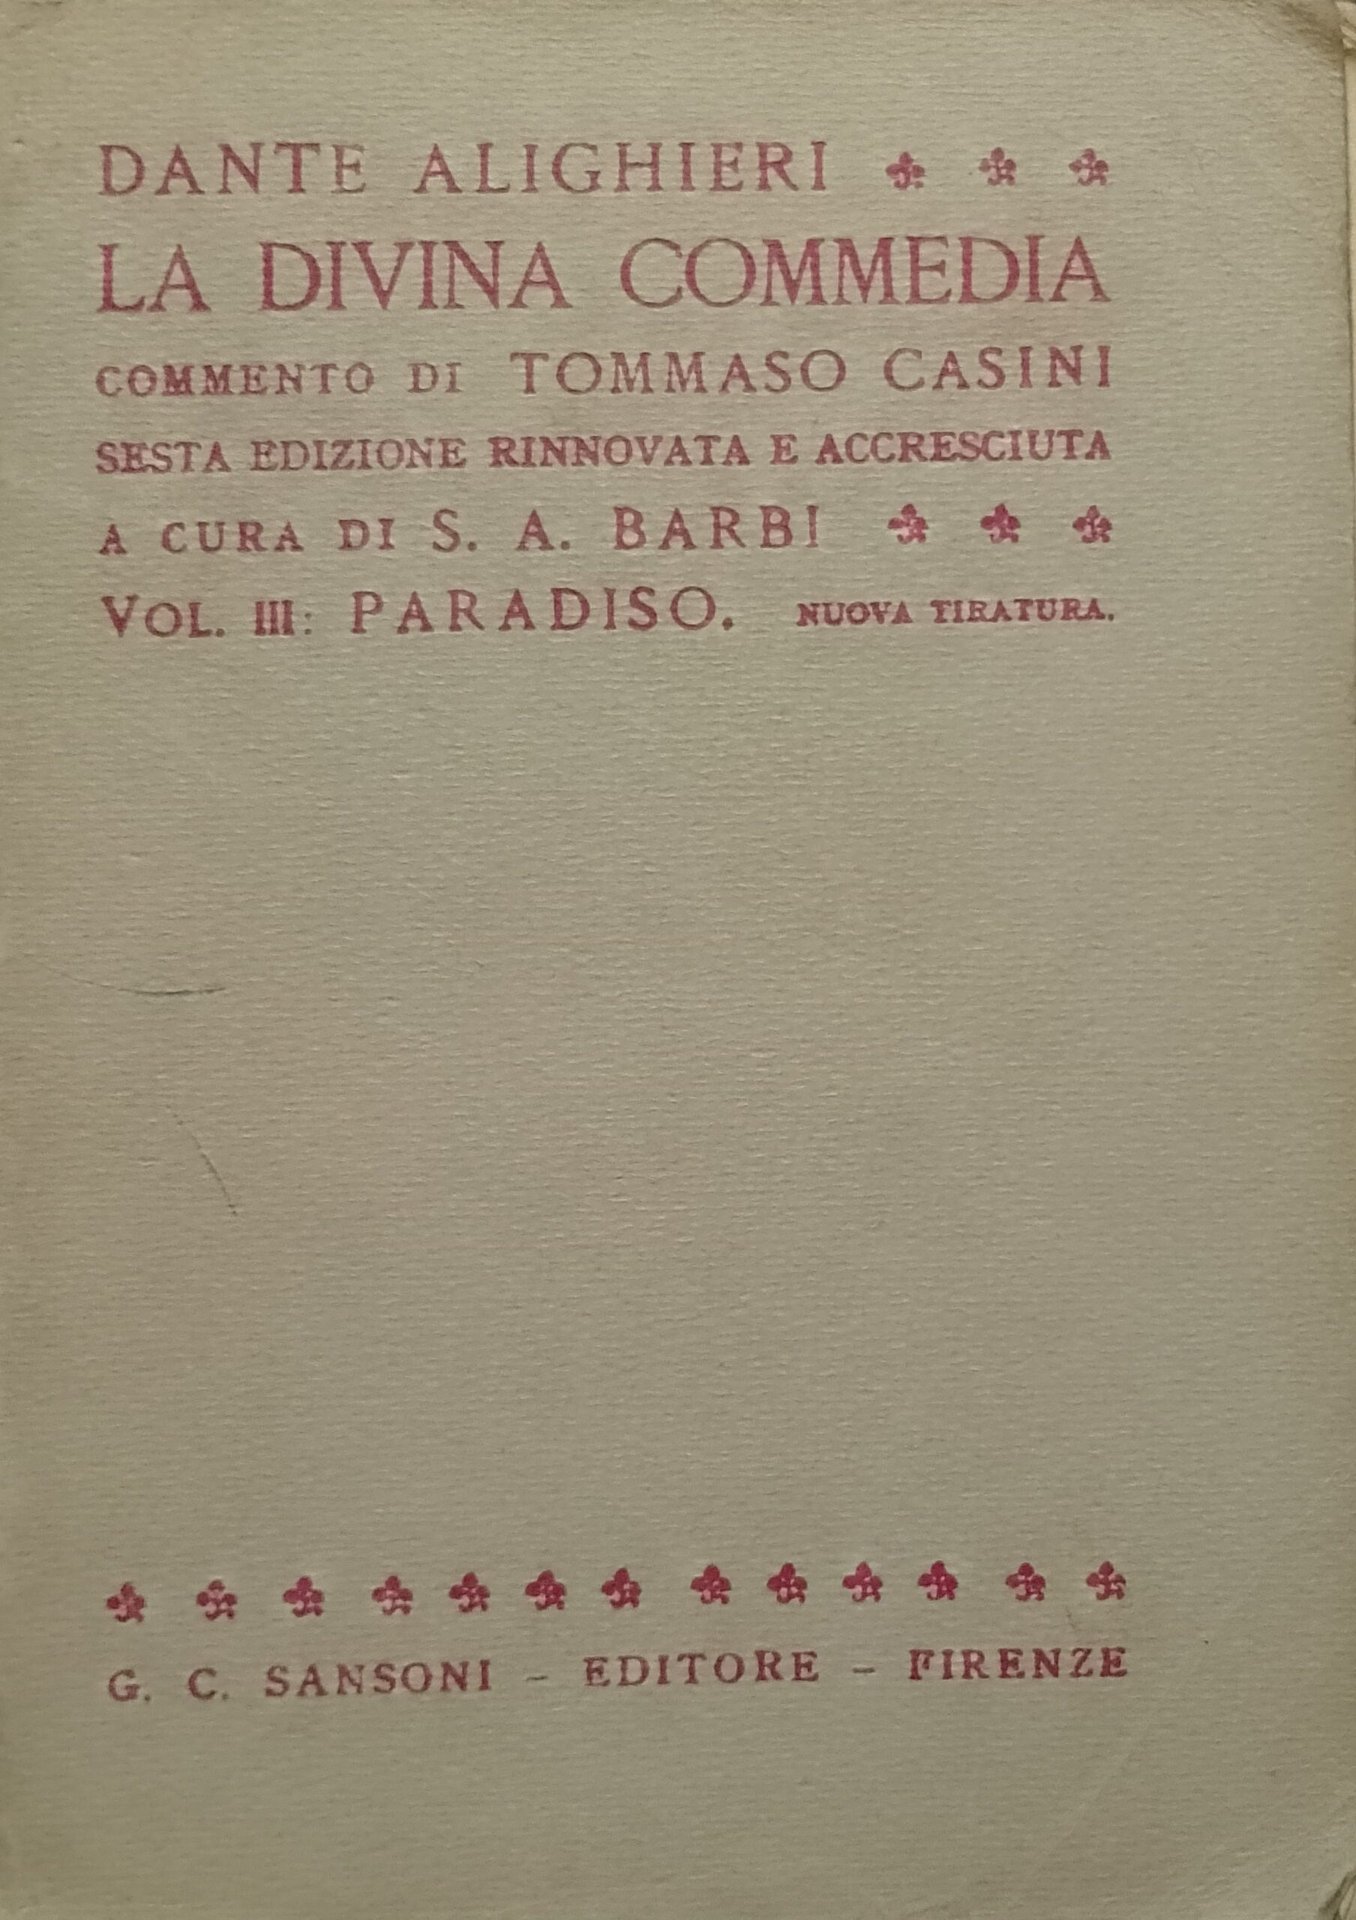 DANTE ALIGHIERI
LA DIVINA COMMEDIA
COMMENTO DI TOMMASO CASINI
SESTA EDIZIONE RINNOVATA E ACCRESCIUTA
A CURA DI S. A. BARBI
VOL. III: PARADISO. NUOVA TIRATURA.
G. C. SANSONI - EDITORE - FIRENZE